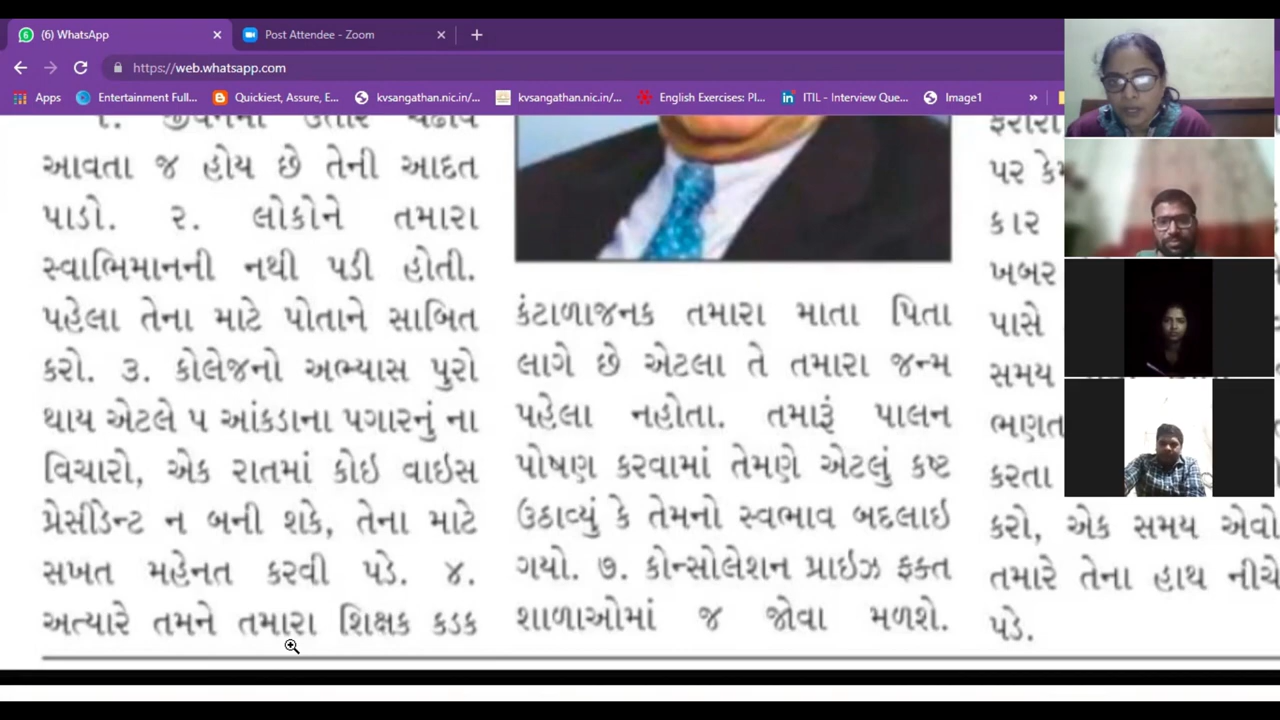 (6) WhatsApp
Post Attendee - Zoom
https://web.whatsapp.com
Apps
Entertainment Full...
Quickiest, Assure, E...
kvsangathan.nic.in/...
kvsangathan.nic.in/...
English Exercises: Pl...
ITIL - Interview Que...
Image1
»
૧. જીવનમાં ઉતાર ચઢાવ
આવતા જ હોય છે તેની આદત
પાડો. ૨. લોકોને તમારા
સ્વાભિમાનની નથી પડી હોતી.
પહેલા તેના માટે પોતાને સાબિત
કરો. ૩. કોલેજનો અભ્યાસ પુરો
થાય એટલે ૫ આંકડાના પગારનું ના
વિચારો, એક રાતમાં કોઇ વાઇસ
પ્રેસીડેન્ટ ન બની શકે, તેના માટે
સખત મહેનત કરવી પડે. ૪.
અત્યારે તમને તમારા શિક્ષક કડક
કંટાળાજનક તમારા માતા પિતા
લાગે છે એટલા તે તમારા જન્મ
પહેલા નહોતા. તમારૂં પાલન
પોષણ કરવામાં તેમણે એટલું કષ્ટ
ઉઠાવ્યું કે તેમનો સ્વભાવ બદલાઇ
ગયો. ૭. કોન્સોલેશન પ્રાઇઝ ફક્ત
શાળાઓમાં જ જોવા મળશે.
પર
કાર
ખબર
પાસે
સમય
ભણત
કરતા
કરો, એક સમય એવો
તમારે તેના હાથ નીચે
પડે.